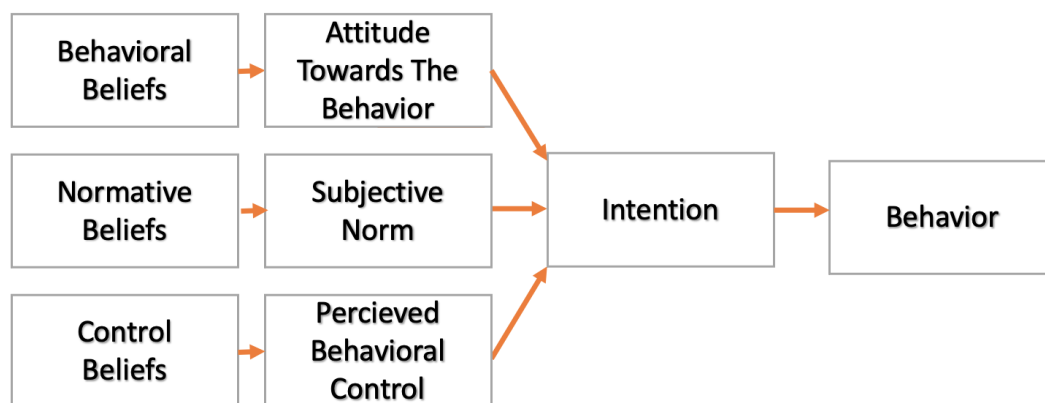 Behavioral
Beliefs
Attitude
Towards The
Behavior
Normative
Beliefs
Subjective
Norm
Control
Beliefs
Percieved
Behavioral
Control
Intention
Behavior